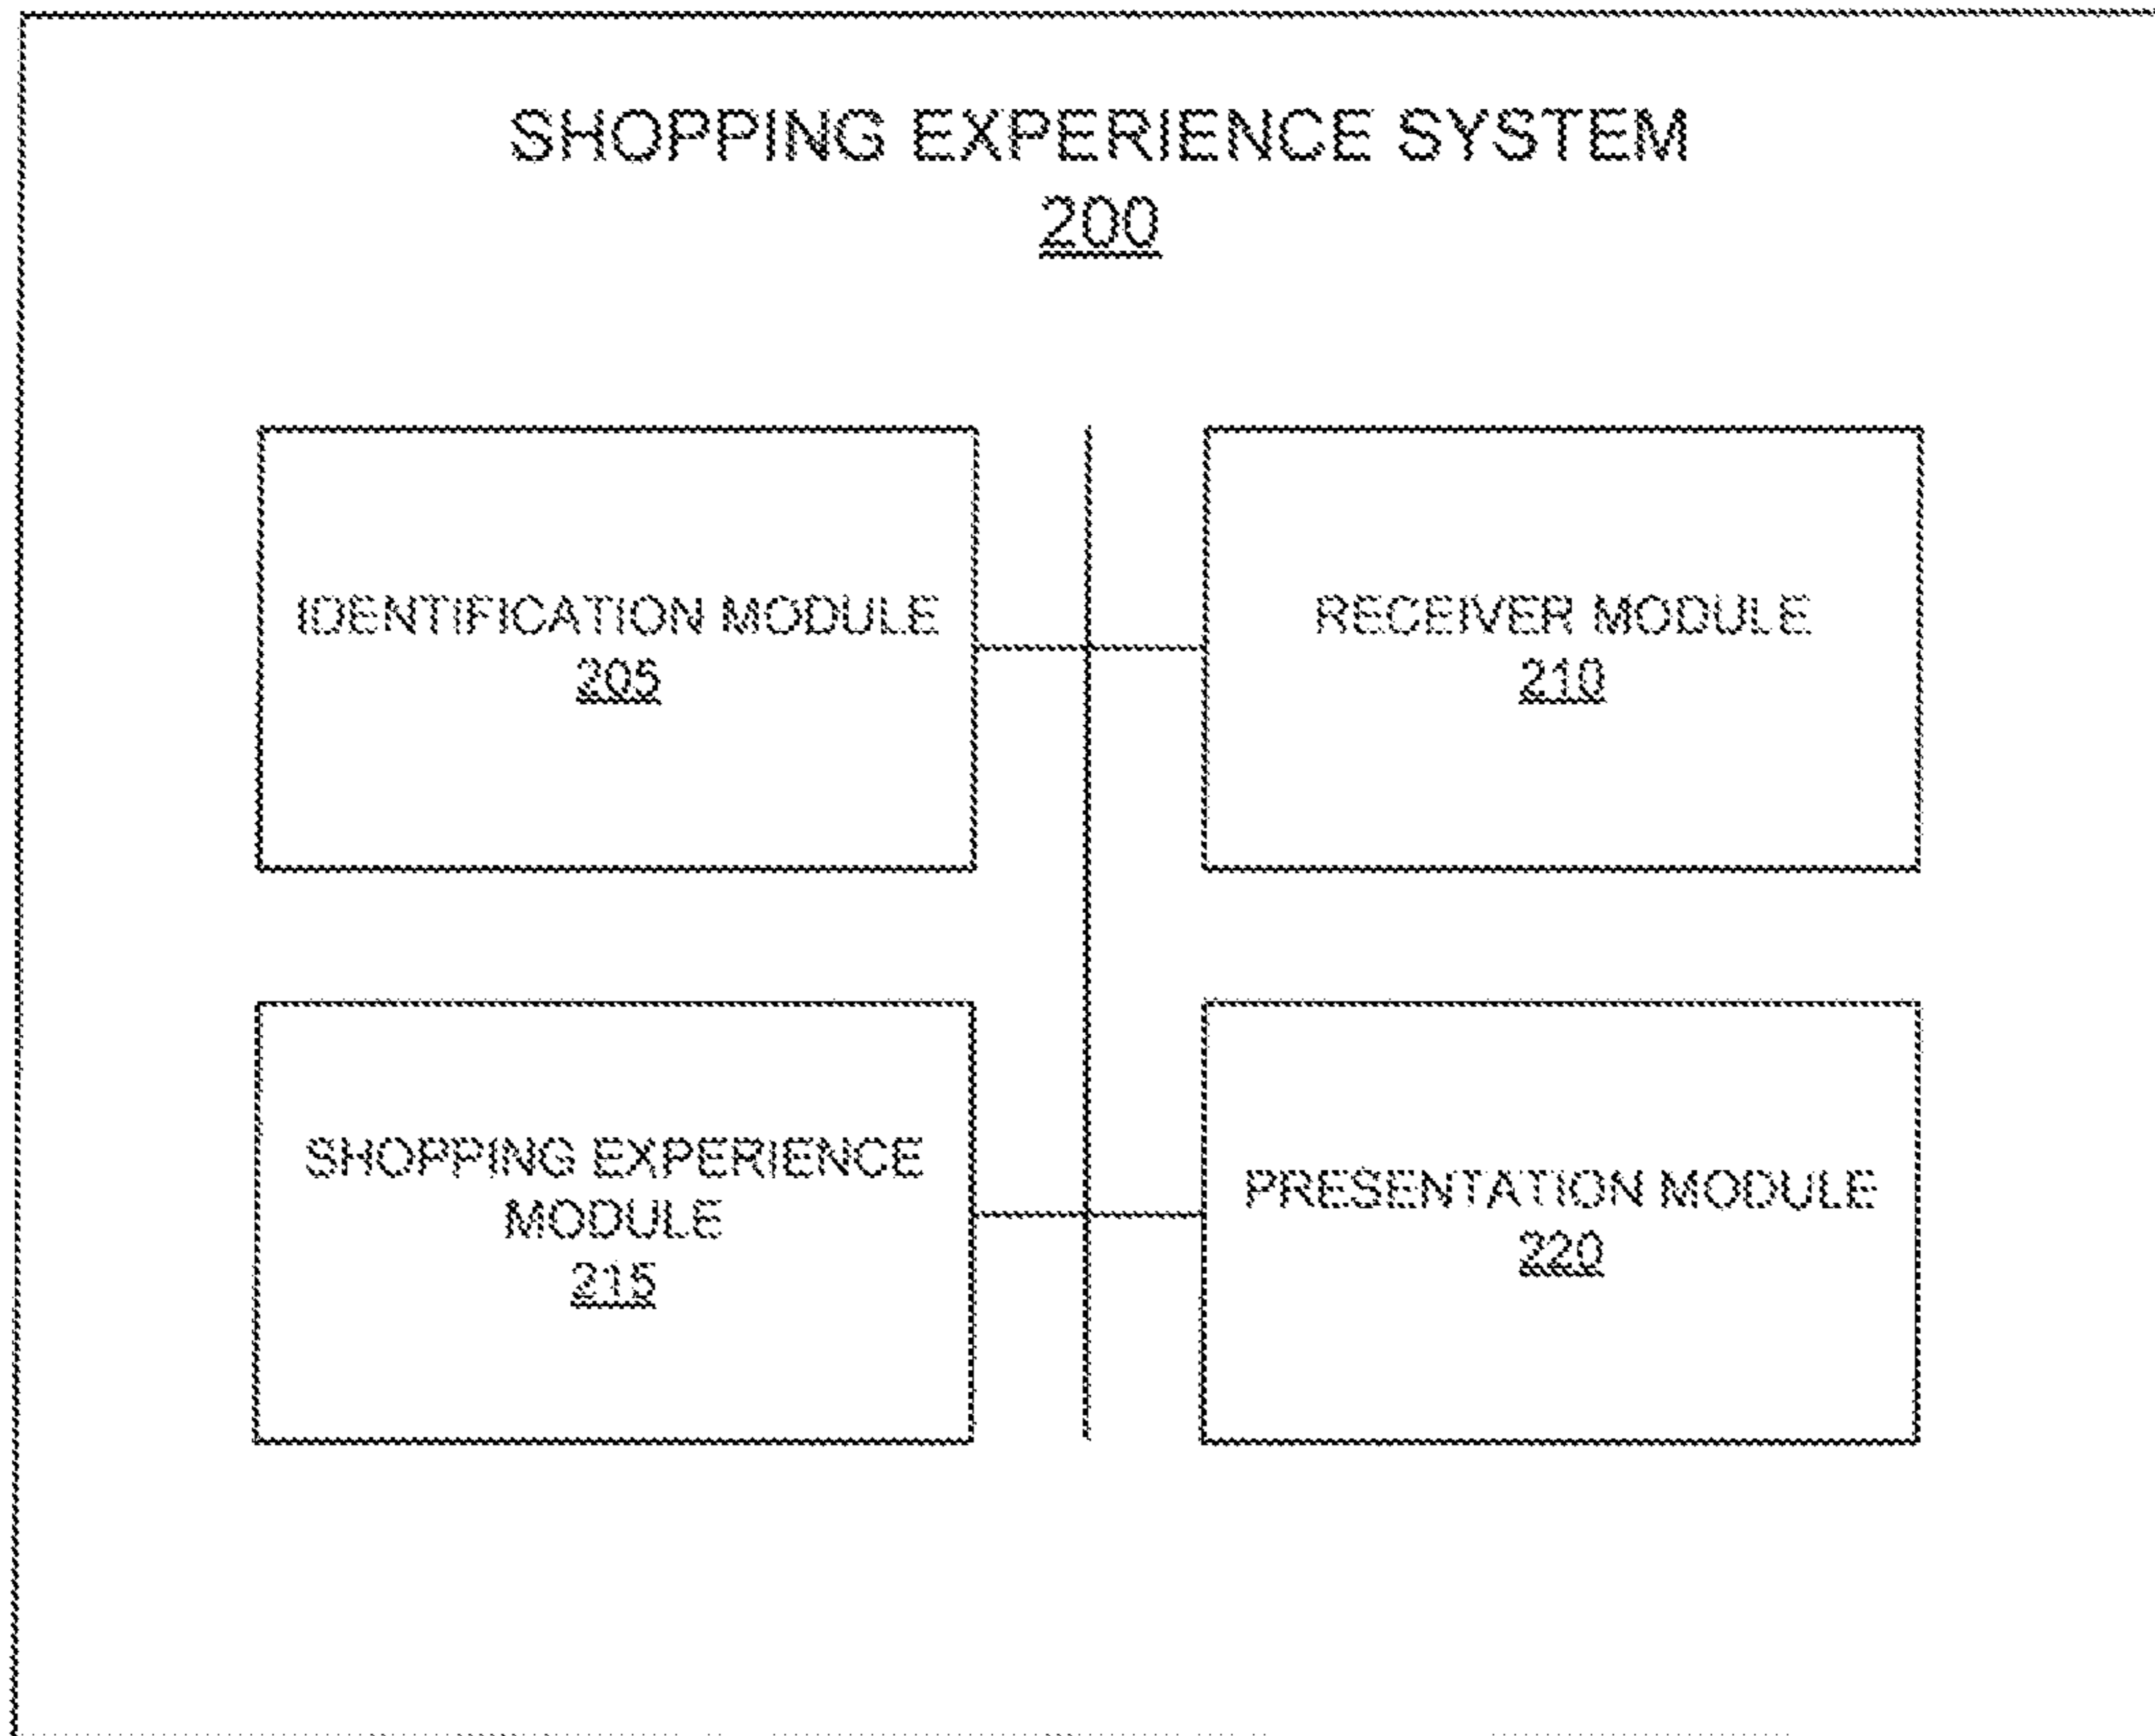 SHOPPING EXPERIENCE SYSTEM
200
IDENTIFICATION MODULE
205
RECEIVER MODULE
210
SHOPPING EXPERIENCE
MODULE
215
PRESENTATION MODULE
220